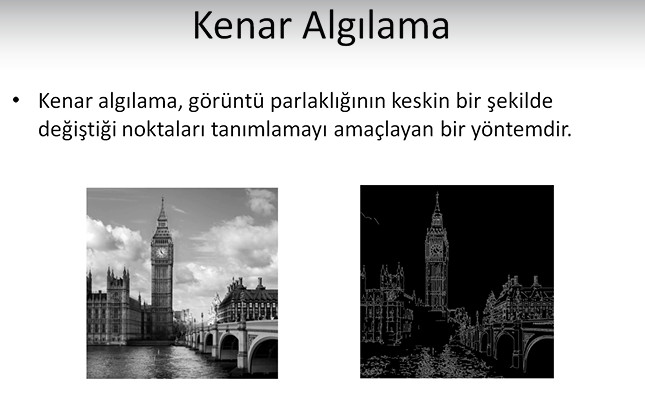 Kenar Algılama
• Kenar algılama, görüntü parlaklığının keskin bir şekilde
değiştiği noktaları tanımlamayı amaçlayan bir yöntemdir.